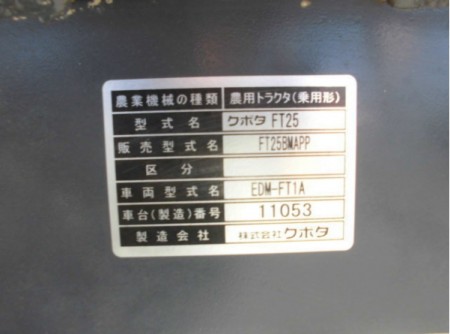 農業機械の種類 農用トラクタ(乗用形)
型式名 クボタ FT25
販売型式名 FT25BMAPP
区分
車両型式名 EDM-FT1A
車台(製造)番号 11053
製造会社 株式会社クボタ